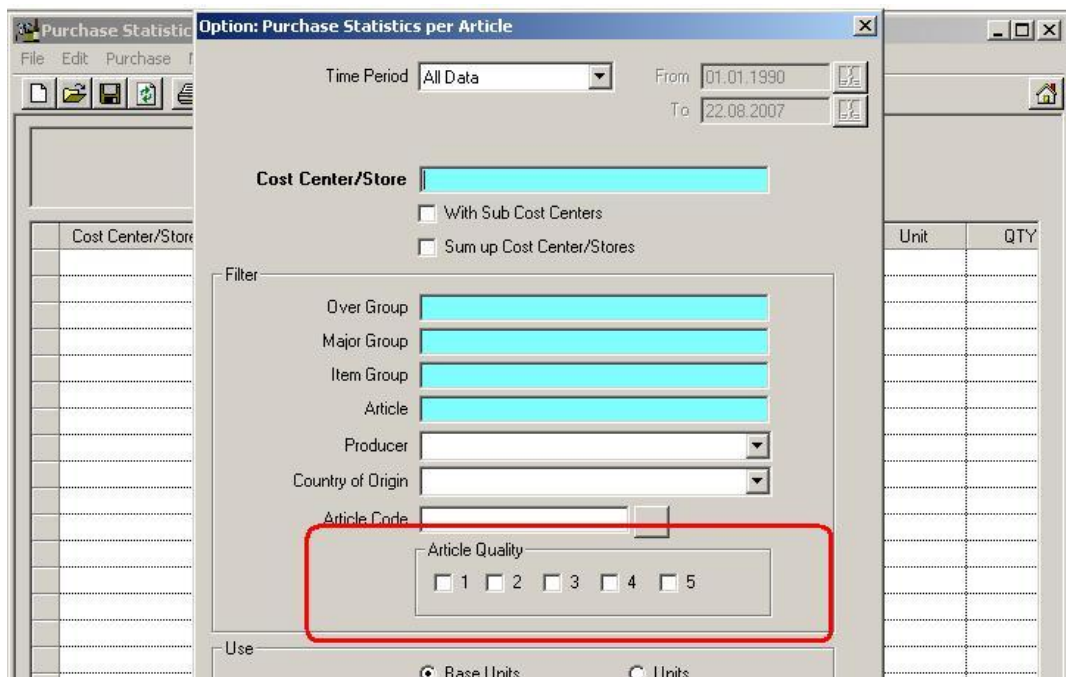 Purchase Statistic
Option: Purchase Statistics per Article
File Edit Purchase
Time Period All Data From 01.01.1990
To 22.08.2007
Cost Center/Store
With Sub Cost Centers
Sum up Cost Center/Stores
Cost Center/Store Unit QTY
Filter
Over Group
Major Group
Item Group
Article
Producer
Country of Origin
Article Code
Article Quality
1 2 3 4 5
Use
Base Units Units